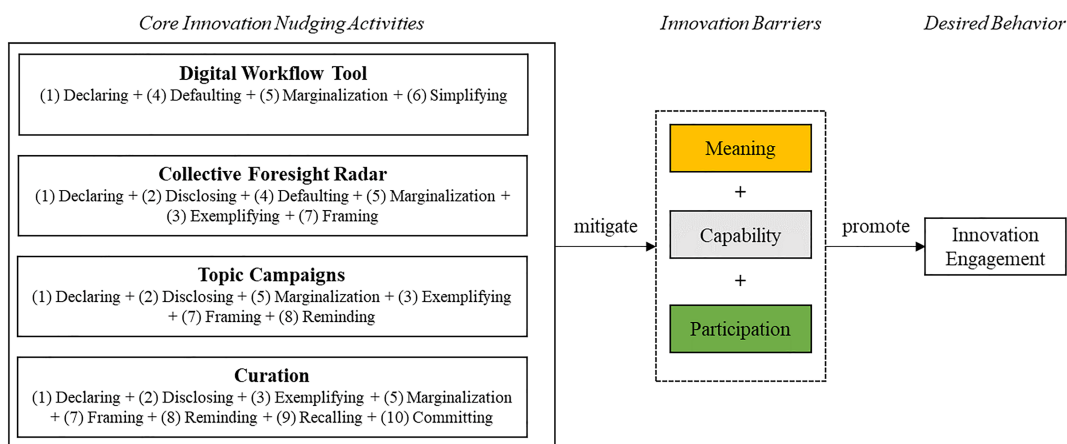 Core Innovation Nudging Activities
Innovation Barriers
Desired Behavior
Digital Workflow Tool
(1) Declaring + (4) Defaulting + (5) Marginalization + (6) Simplifying
Collective Foresight Radar
(1) Declaring + (2) Disclosing + (4) Defaulting + (5) Marginalization +
(3) Exemplifying + (7) Framing
Topic Campaigns
(1) Declaring + (2) Disclosing + (5) Marginalization + (3) Exemplifying
+ (7) Framing + (8) Reminding
Curation
(1) Declaring + (2) Disclosing + (3) Exemplifying + (5) Marginalization
+ (7) Framing + (8) Reminding + (9) Recalling + (10) Committing
mitigate
Meaning
+
Capability
+
Participation
promote
Innovation
Engagement